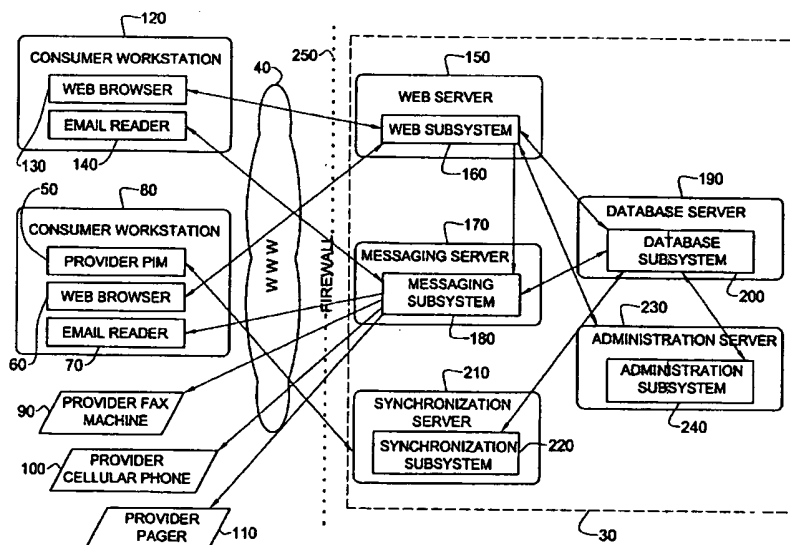 120
CONSUMER WORKSTATION
WEB BROWSER
EMAIL READER
130
140
50
80
CONSUMER WORKSTATION
PROVIDER PIM
WEB BROWSER
EMAIL READER
60
70
90
PROVIDER FAX
MACHINE
100
PROVIDER
CELLULAR PHONE
PROVIDER
PAGER
110
40
WWW
250
FIREWALL
150
WEB SERVER
WEB SUBSYSTEM
160
170
MESSAGING SERVER
MESSAGING
SUBSYSTEM
180
190
DATABASE SERVER
DATABASE
SUBSYSTEM
200
230
ADMINISTRATION SERVER
ADMINISTRATION
SUBSYSTEM
240
210
SYNCHRONIZATION
SERVER
SYNCHRONIZATION
SUBSYSTEM
220
30